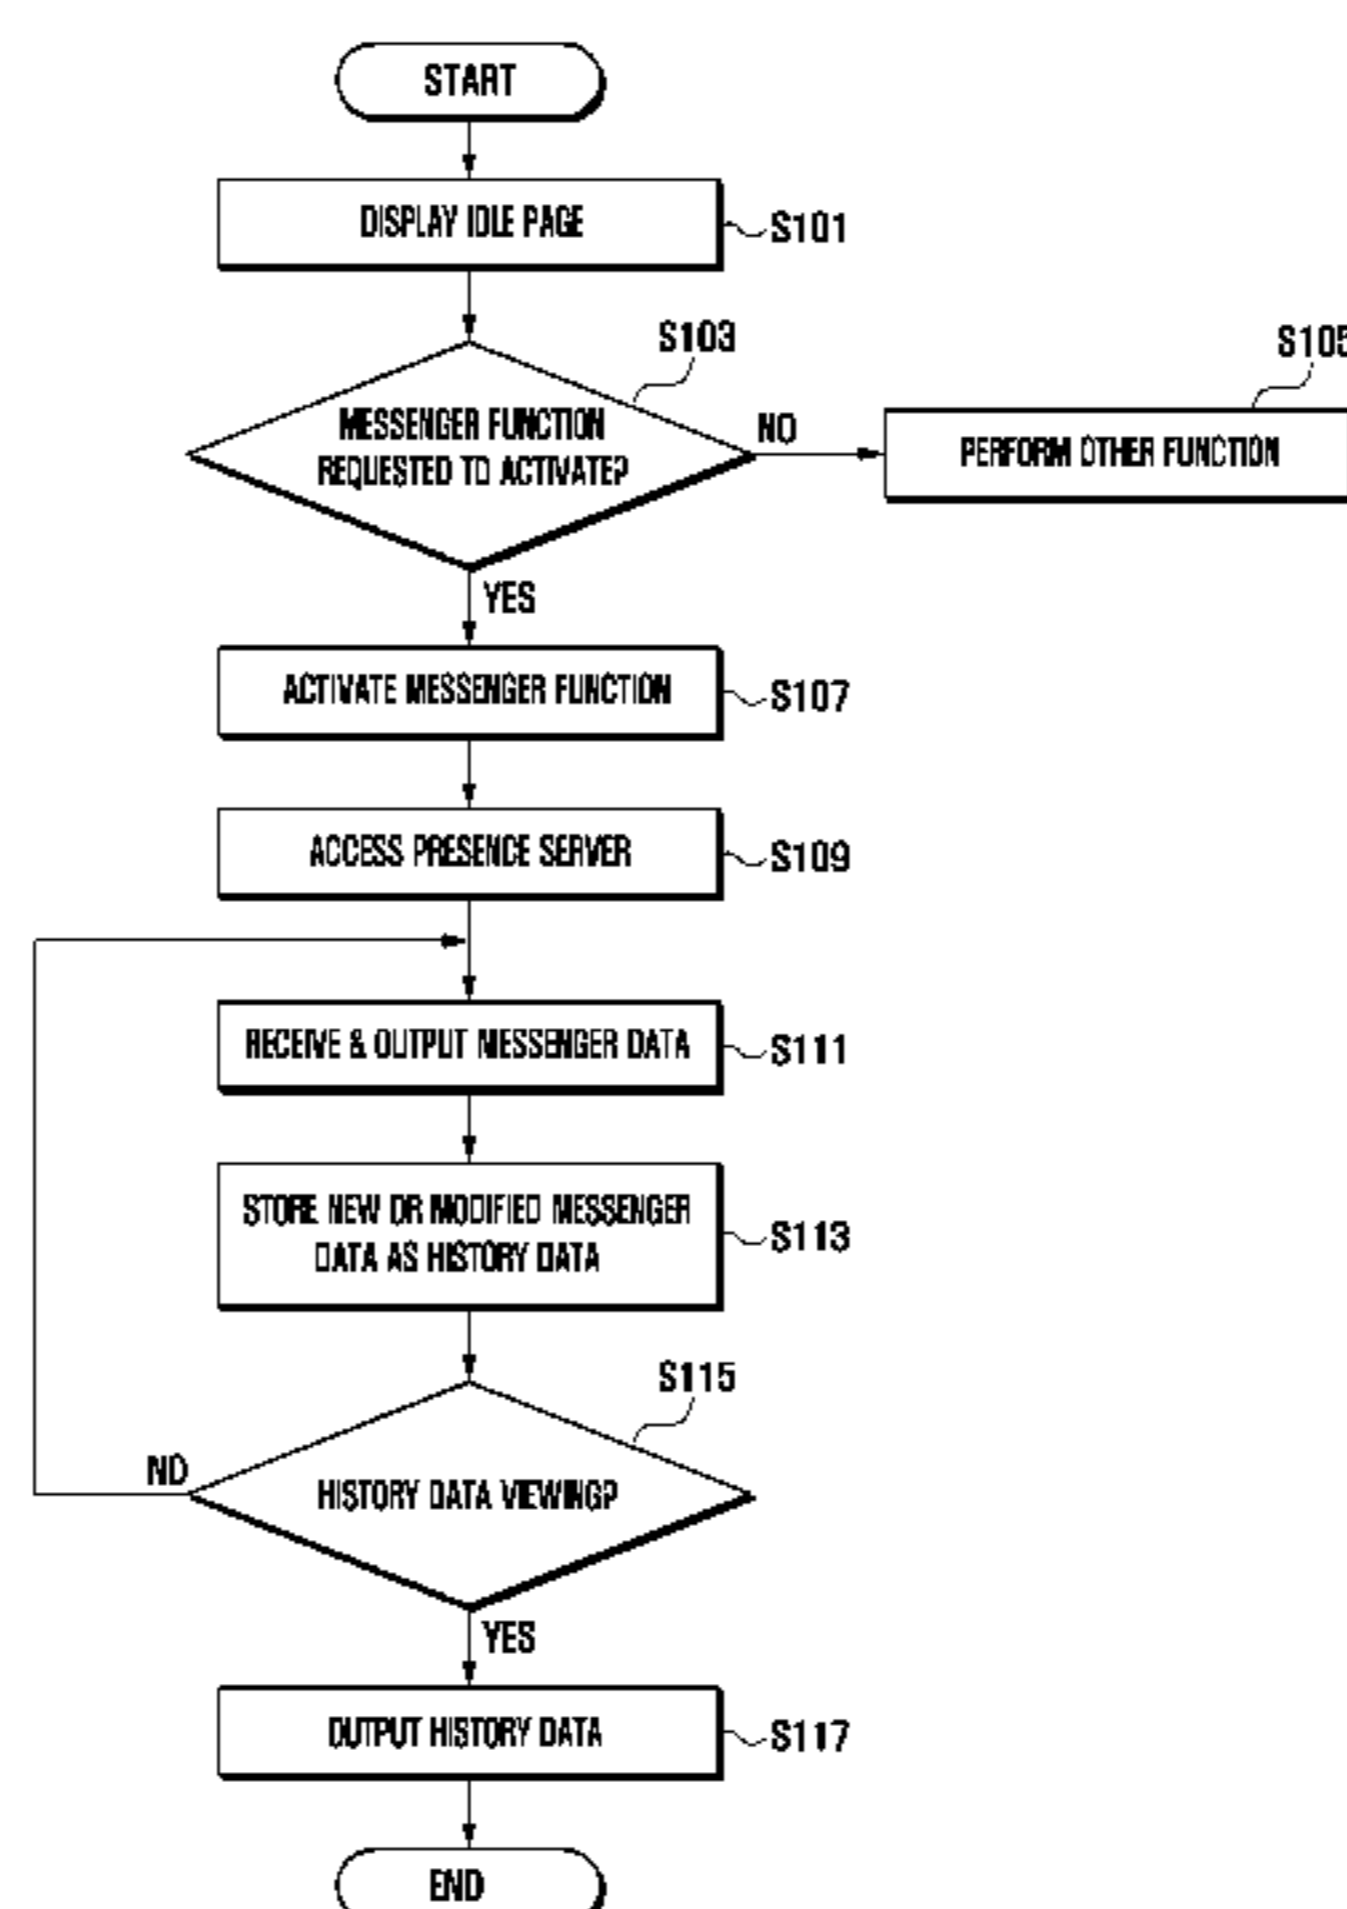 START
DISPLAY IDLE PAGE
S101
S103
MESSENGER FUNCTION
REQUESTED TO ACTIVATE?
NO
S105
PERFORM OTHER FUNCTION
YES
ACTIVATE MESSENGER FUNCTION
S107
ACCESS PRESENCE SERVER
S109
RECEIVE & OUTPUT MESSENGER DATA
S111
STORE NEW OR MODIFIED MESSENGER
DATA AS HISTORY DATA
S113
S115
NO
HISTORY DATA VIEWING?
YES
OUTPUT HISTORY DATA
S117
END